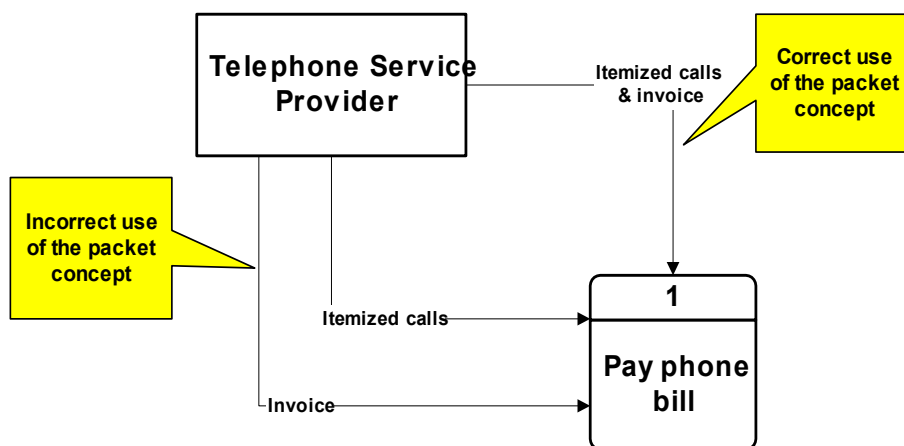 Telephone Service
Provider
Itemized calls
& invoice
Correct use
of the packet
concept
Incorrect use
of the packet
concept
1
Itemized calls
Pay phone
bill
Invoice